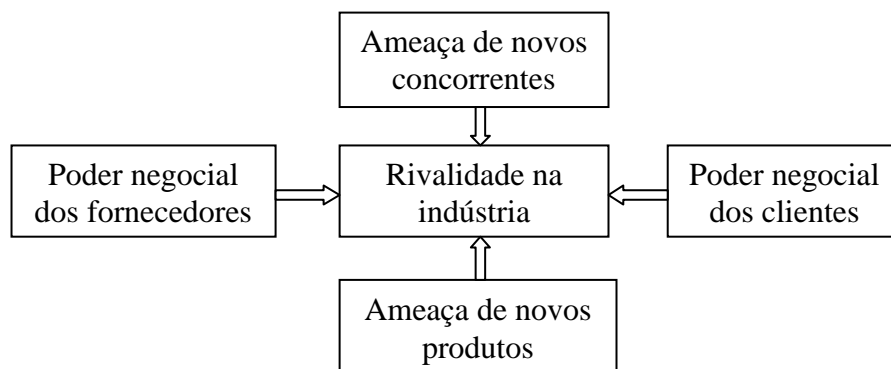 Ameaça de novos
concorrentes
Poder negocial
dos fornecedores
Rivalidade na
indústria
Poder negocial
dos clientes
Ameaça de novos
produtos